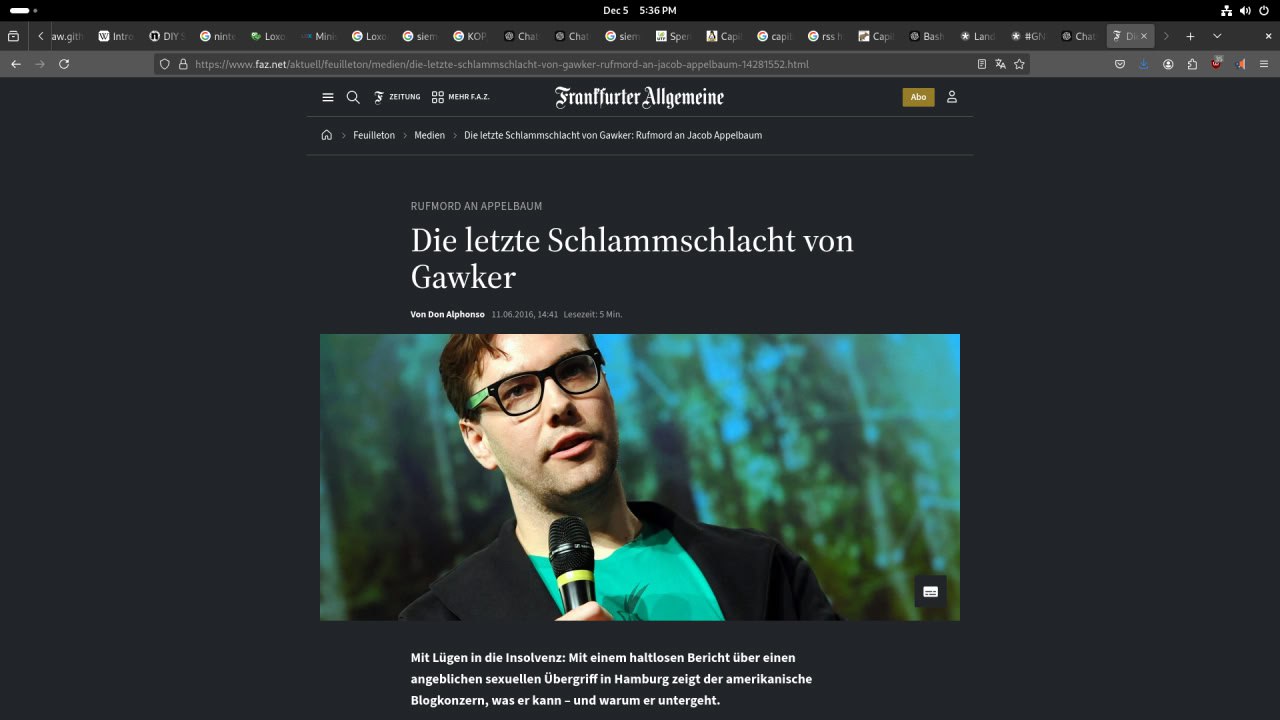 Dec 5 5:36 PM
aw.gith Intro DIY S ninte Loxo Mini Loxo siem KOP Chat Chat siem Sper Capi capil rss h Capil Bash Land #GN Chat Di
https://www.faz.net/aktuell/feuilleton/medien/die-letzte-schlammschlacht-von-gawker-rufmord-an-jacob-appelbaum-14281552.html
ZEITUNG MEHR F.A.Z. Frankfurter Allgemeine Abo
Feuilleton > Medien > Die letzte Schlammschlacht von Gawker: Rufmord an Jacob Appelbaum
RUFMORD AN APPELBAUM
Die letzte Schlammschlacht von
Gawker
Von Don Alphonso 11.06.2016, 14:41 Lesezeit: 5 Min.
Mit Lügen in die Insolvenz: Mit einem haltlosen Bericht über einen
angeblichen sexuellen Übergriff in Hamburg zeigt der amerikanische
Blogkonzern, was er kann – und warum er untergeht.